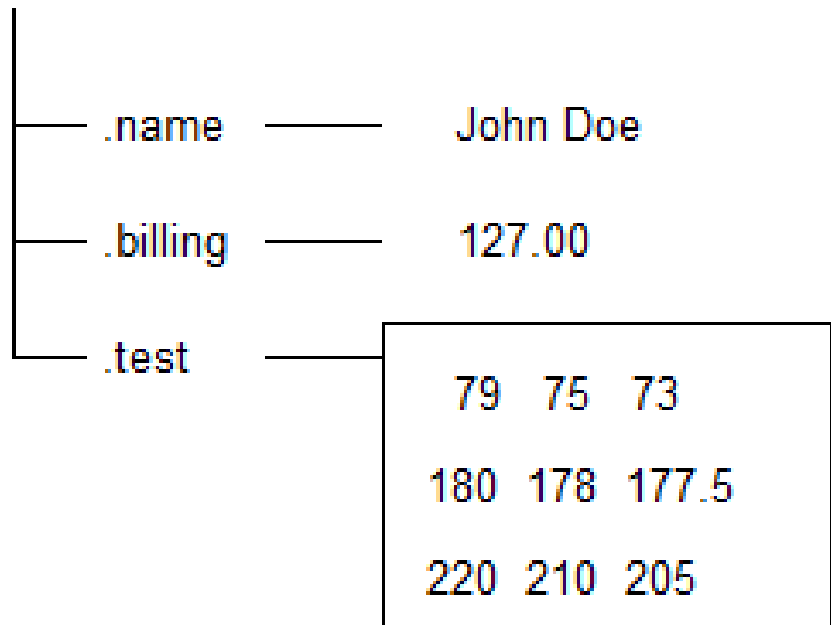 .name John Doe
.billing 127.00
.test
79 75 73
180 178 177.5
220 210 205